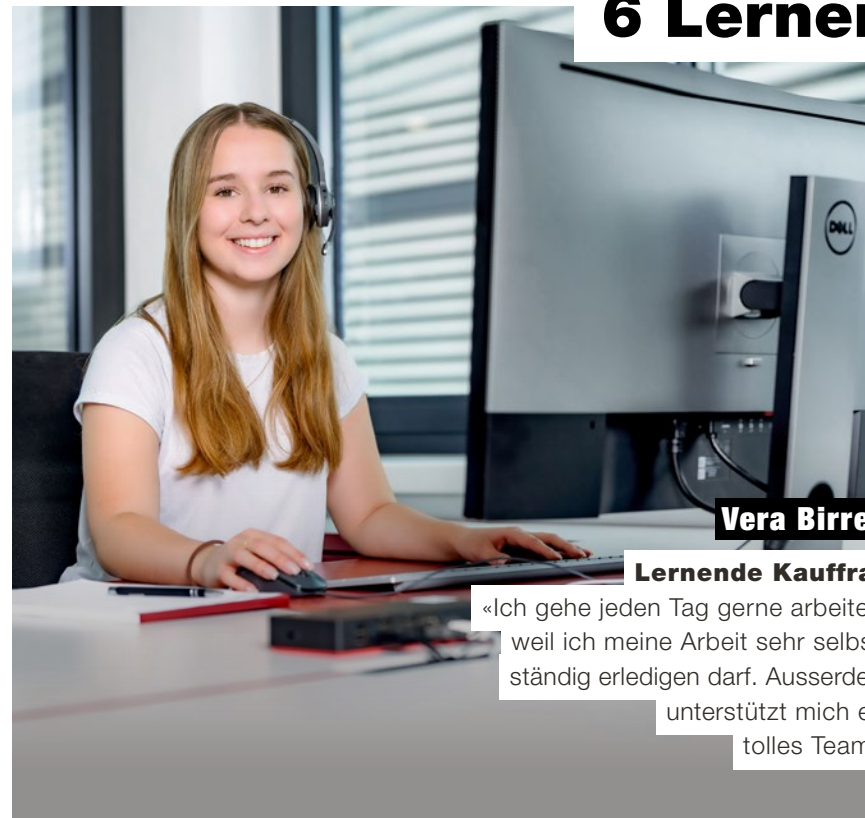 6 Lerner
DELL
Vera Birre
Lernende Kauffra
«Ich gehe jeden Tag gerne arbeite
weil ich meine Arbeit sehr selbs
ständig erledigen darf. Ausserde
unterstützt mich e
tolles Team